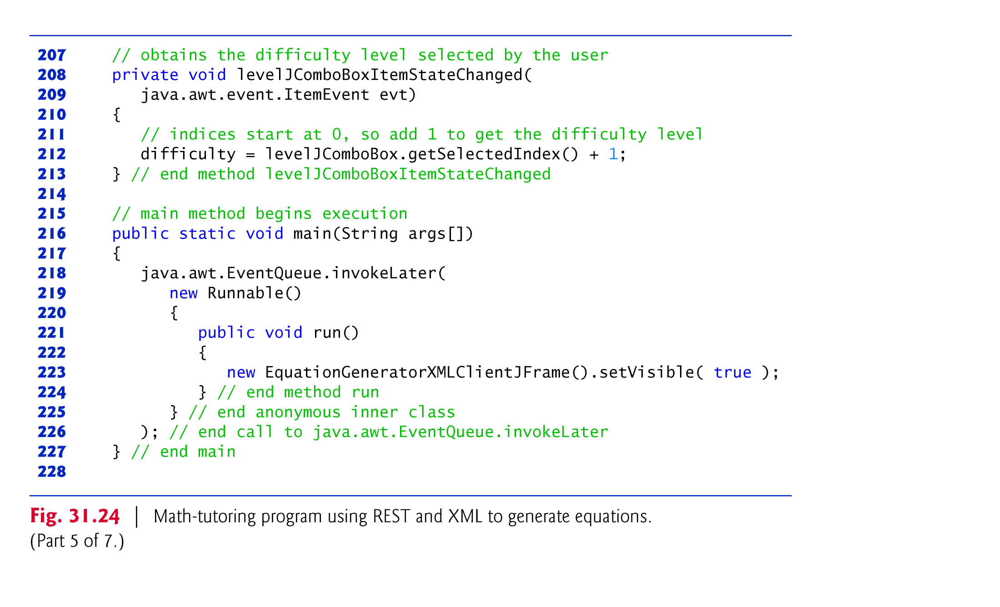 207 // obtains the difficulty level selected by the user
208 private void levelJComboBoxItemStateChanged(
209 java.awt.event.ItemEvent evt)
210 {
211 // indices start at 0, so add 1 to get the difficulty level
212 difficulty = levelJComboBox.getSelectedIndex() + 1;
213 } // end method levelJComboBoxItemStateChanged
214
215 // main method begins execution
216 public static void main(String args[])
217 {
218 java.awt.EventQueue.invokeLater(
219 new Runnable()
220 {
221 public void run()
222 {
223 new EquationGeneratorXMLClientJFrame().setVisible( true );
224 } // end method run
225 } // end anonymous inner class
226 ); // end call to java.awt.EventQueue.invokeLater
227 } // end main
228
Fig. 31.24 | Math-tutoring program using REST and XML to generate equations.
(Part 5 of 7.)